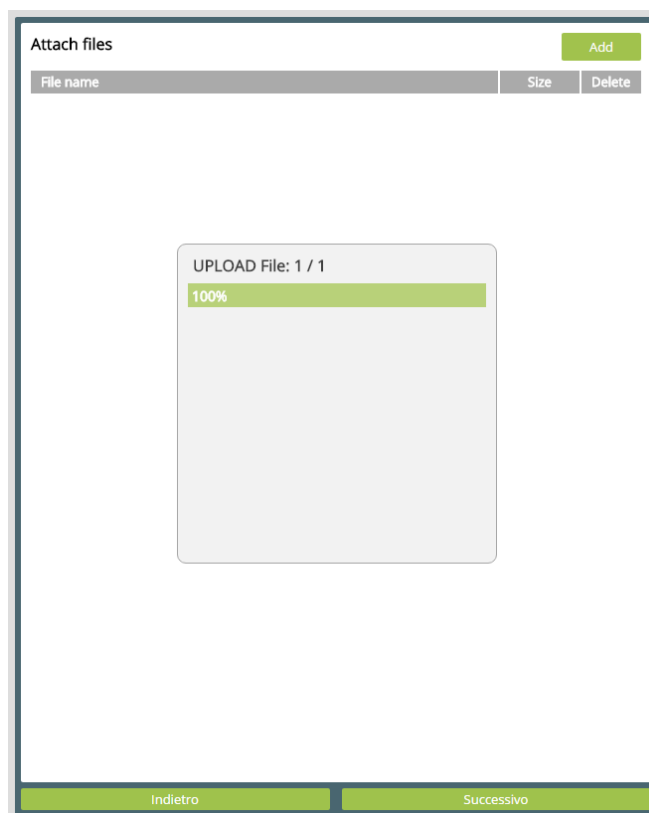 Attach files Add
File name Size Delete
UPLOAD File: 1 / 1
100%
Indietro Successivo